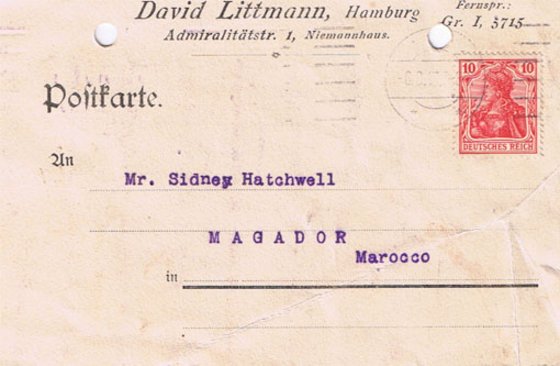 David Littmann, Hamburg
Admiralitätstr. 1, Niemannhaus.
Fernspr.:
Gr. I, 3715
10 10
DEUTSCHES REICH
Poſtkarte.
An
Mr. Sidney Hatchwell
MAGADOR
Marocco
in